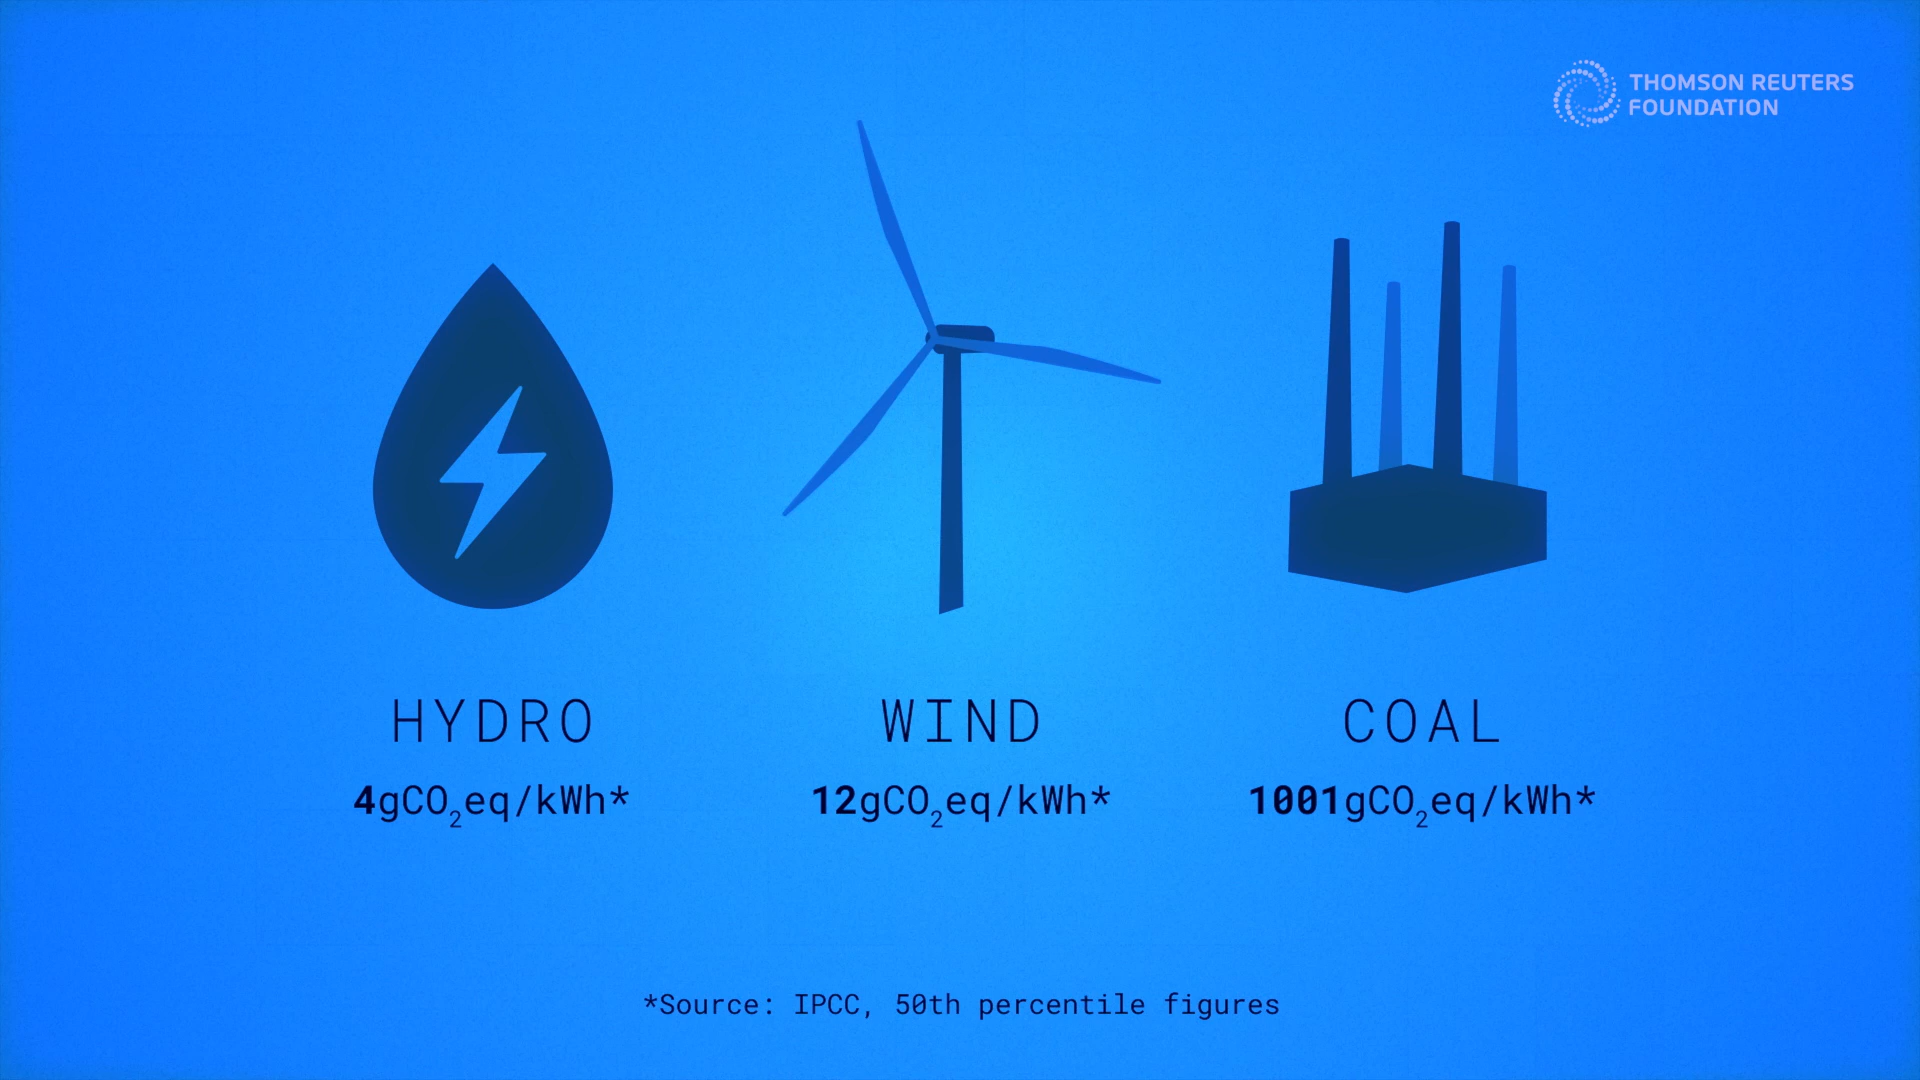 THOMSON REUTERS
FOUNDATION
HYDRO
WIND
COAL
4gCO₂eq/kWh*
12gCO₂eq/kWh*
1001gCO₂eq/kWh*
*Source: IPCC, 50th percentile figures